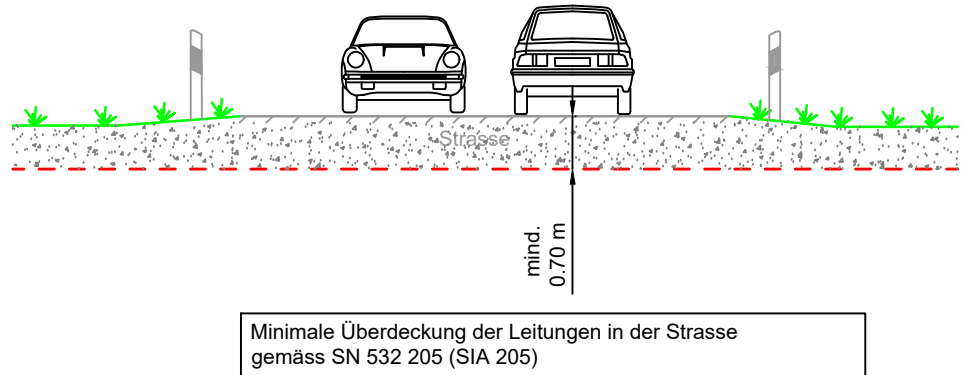 Strasse
mind.
0.70 m
Minimale Überdeckung der Leitungen in der Strasse
gemäss SN 532 205 (SIA 205)